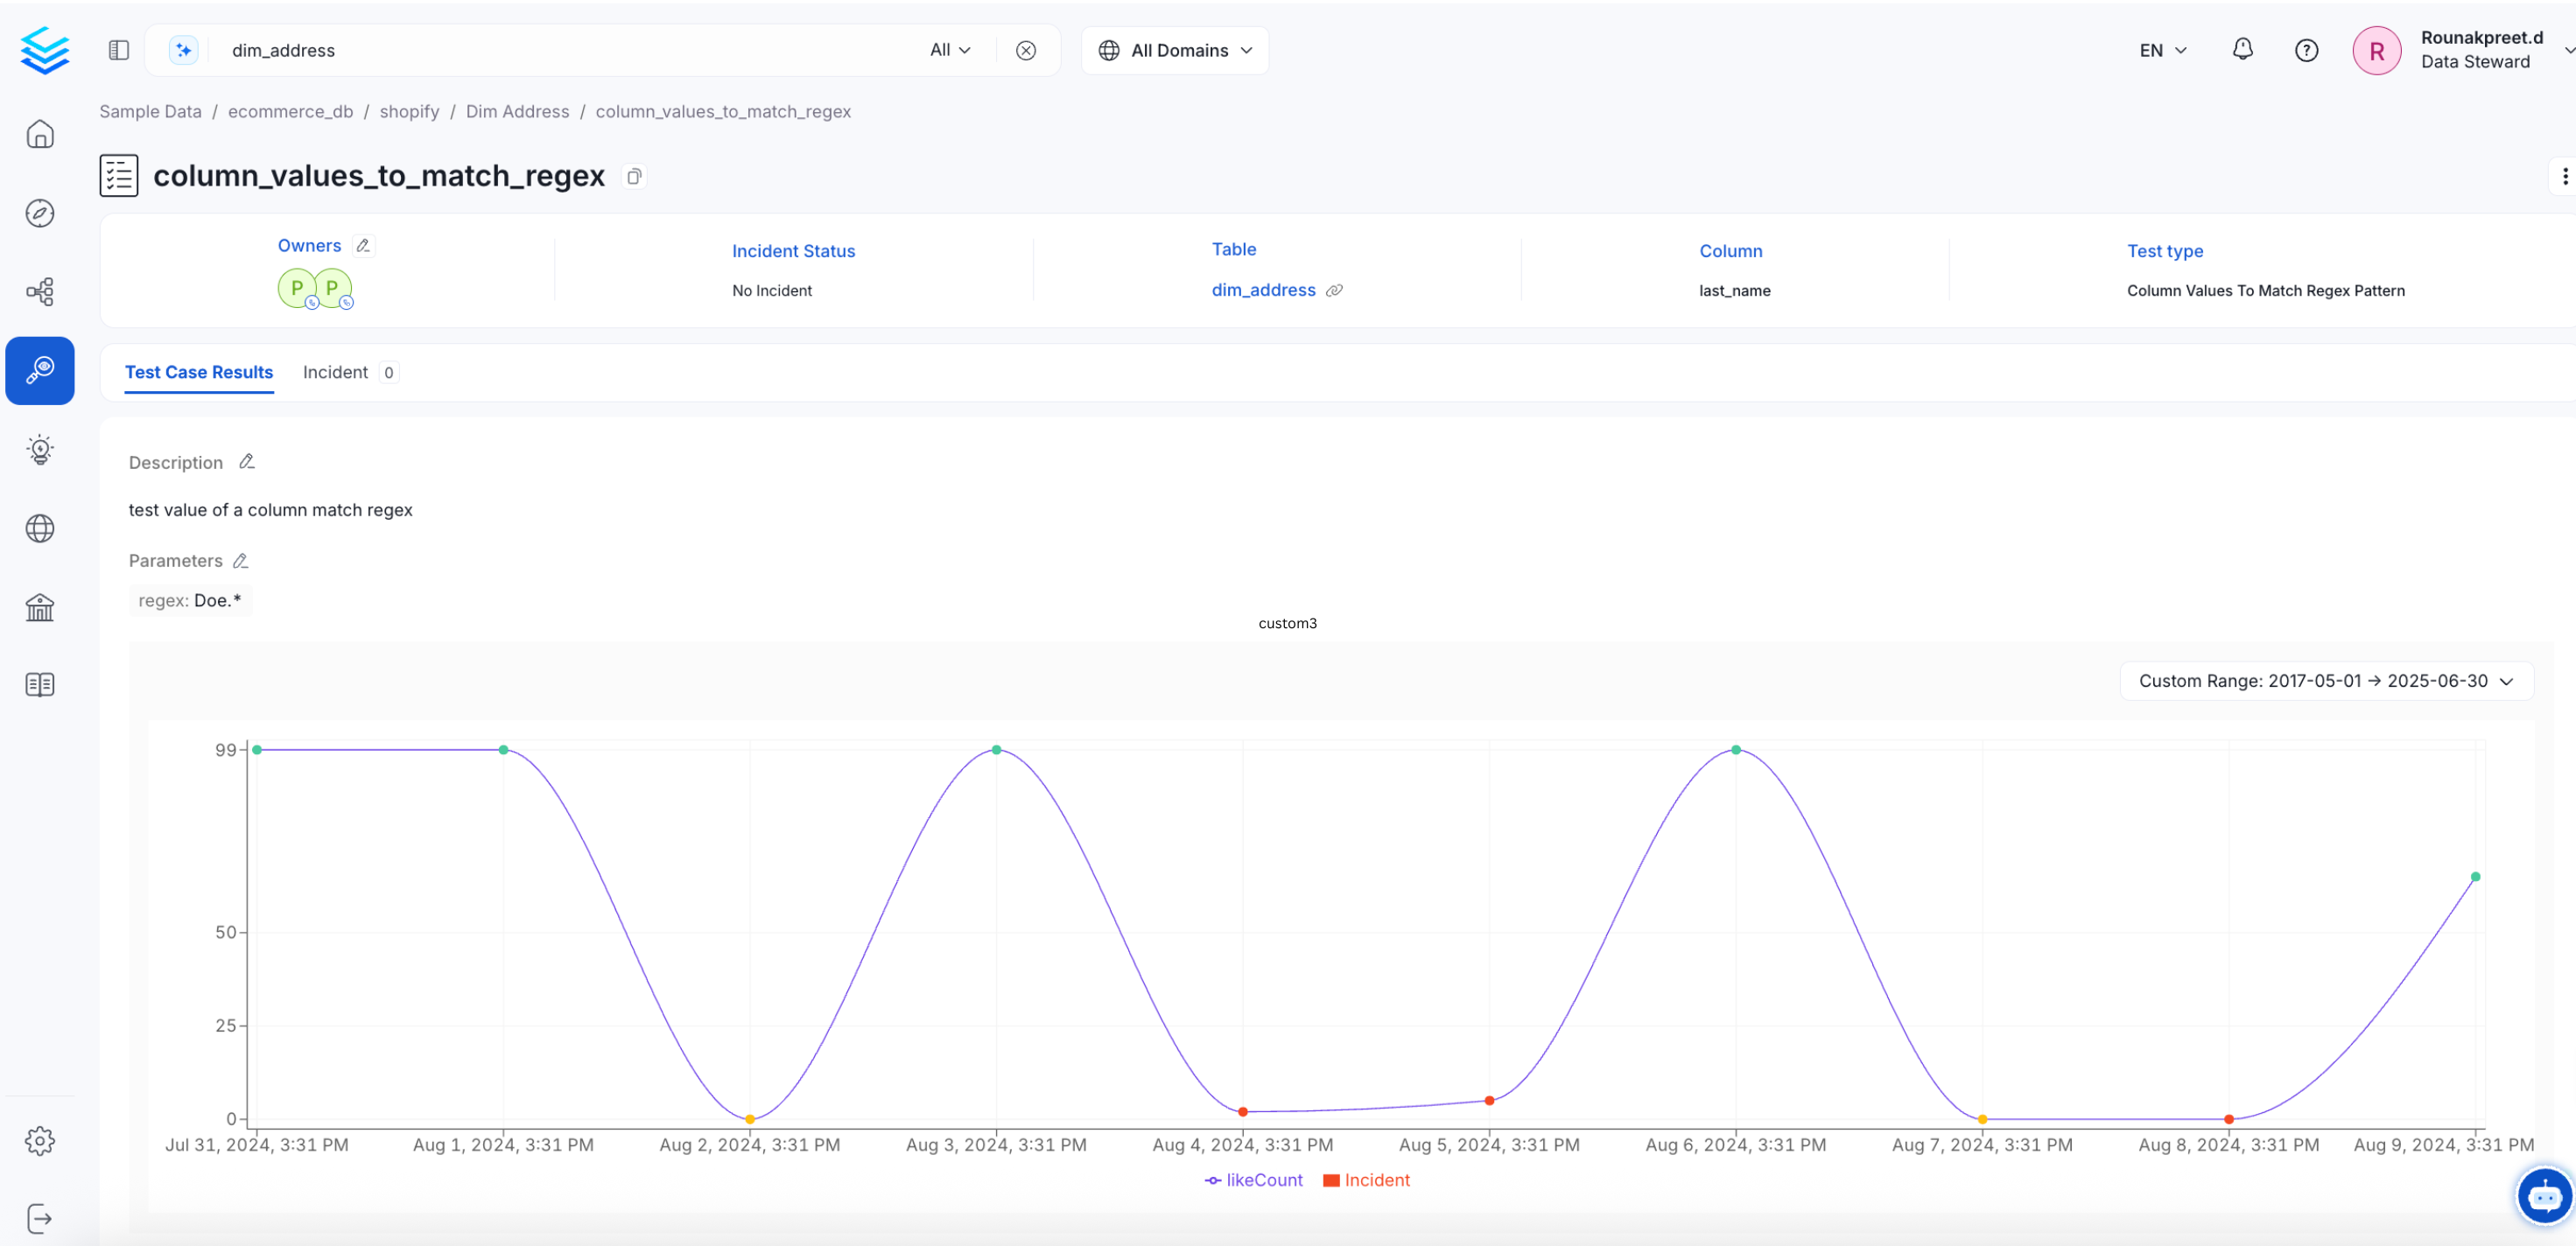 dim_address All All Domains EN R Rounakpreet.d
Data Steward
Sample Data / ecommerce_db / shopify / Dim Address / column_values_to_match_regex
column_values_to_match_regex
Owners Incident Status Table Column Test type
P P No Incident dim_address last_name Column Values To Match Regex Pattern
Test Case Results Incident 0
Description
test value of a column match regex
Parameters
regex: Doe.*
custom3
Custom Range: 2017-05-01 → 2025-06-30
99
50
25
0
Jul 31, 2024, 3:31 PM Aug 1, 2024, 3:31 PM Aug 2, 2024, 3:31 PM Aug 3, 2024, 3:31 PM Aug 4, 2024, 3:31 PM Aug 5, 2024, 3:31 PM Aug 6, 2024, 3:31 PM Aug 7, 2024, 3:31 PM Aug 8, 2024, 3:31 PM Aug 9, 2024, 3:31 PM
likeCount Incident